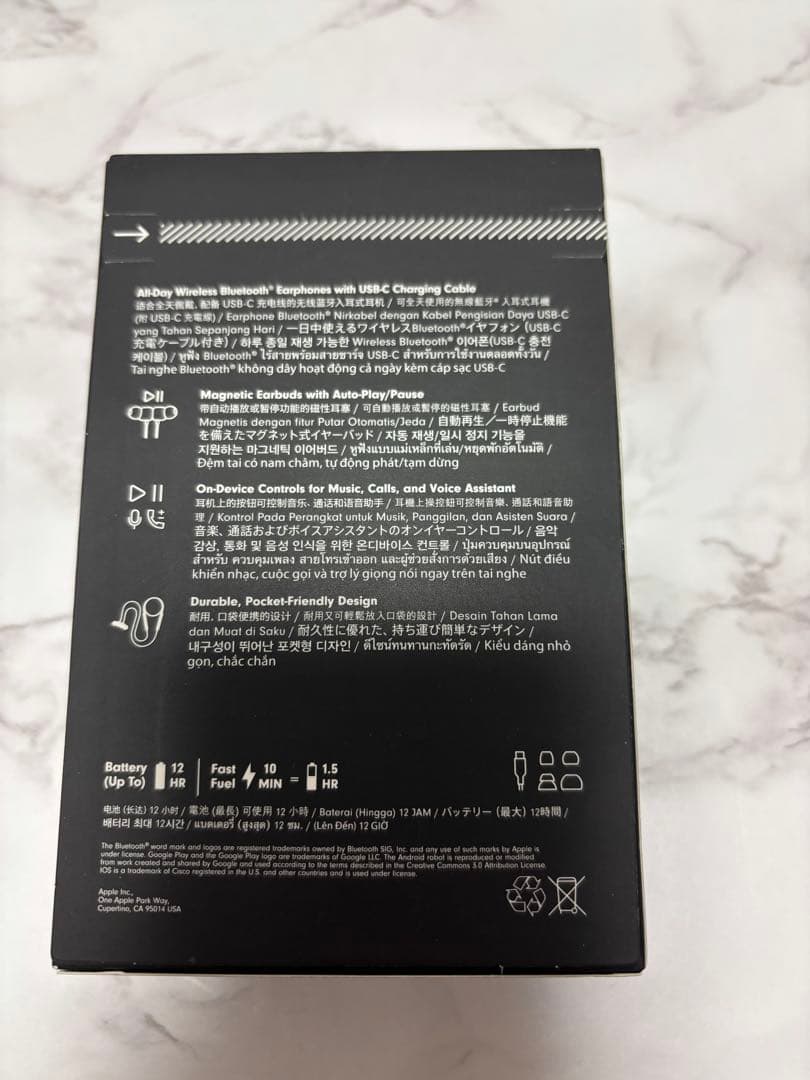 All-Day Wireless Bluetooth® Earphones with USB-C Charging Cable
適合全天佩戴、配备 USB-C 充电线的无线蓝牙入耳式耳机 / 可全天使用的無線藍牙® 入耳式耳機
(附 USB-C 充電線) / Earphone Bluetooth® Nirkabel dengan Kabel Pengisian Daya USB-C
yang Tahan Sepanjang Hari / 一日中使えるワイヤレスBluetooth®イヤフォン (USB-C
充電ケーブル付き) / 하루 종일 재생 가능한 Wireless Bluetooth® 이어폰(USB-C 충전
케이블) / หูฟัง Bluetooth® ไร้สายพร้อมสายชาร์จ USB-C สำหรับการใช้งานตลอดทั้งวัน /
Tai nghe Bluetooth® không dây hoạt động cả ngày kèm cáp sạc USB-C
Magnetic Earbuds with Auto-Play/Pause
带自动播放或暂停功能的磁性耳塞 / 可自動播放或暫停的磁性耳塞 / Earbud
Magnetis dengan fitur Putar Otomatis/Jeda / 自動再生／一時停止機能
を備えたマグネット式イヤーバッド / 자동 재생/일시 정지 기능을
지원하는 마그네틱 이어버드 / หูฟังแบบแม่เหล็กที่เล่น/หยุดพักอัตโนมัติ /
Đệm tai có nam châm, tự động phát/tạm dừng
On-Device Controls for Music, Calls, and Voice Assistant
耳机上的按钮可控制音乐、通话和语音助手 / 耳機上操控鈕可控制音樂、通話和語音助
理 / Kontrol Pada Perangkat untuk Musik, Panggilan, dan Asisten Suara /
音楽、通話およびボイスアシスタントのオンイヤーコントロール / 음악
감상, 통화 및 음성 인식을 위한 온디바이스 컨트롤 / ปุ่มควบคุมบนอุปกรณ์
สำหรับ ควบคุมเพลง สายโทรเข้าออก และผู้ช่วยสั่งการด้วยเสียง / Nút điều
khiển nhạc, cuộc gọi và trợ lý giọng nói ngay trên tai nghe
Durable, Pocket-Friendly Design
耐用, 口袋便携的设计 / 耐用又可輕鬆放入口袋的設計 / Desain Tahan Lama
dan Muat di Saku / 耐久性に優れた、持ち運び簡単なデザイン /
내구성이 뛰어난 포켓형 디자인 / ดีไซน์ทนทานกะทัดรัด / Kiểu dáng nhỏ
gọn, chắc chắn
Battery (Up To) 12 HR | Fast Fuel 10 MIN = 1.5 HR
电池 (长达) 12 小时 / 電池 (最長) 可使用 12 小時 / Baterai (Hingga) 12 JAM / バッテリー (最大) 12時間 /
배터리 최대 12시간 / แบตเตอรี่ (สูงสุด) 12 ชม. / (Lên Đến) 12 GIỜ
The Bluetooth® word mark and logos are registered trademarks owned by Bluetooth SIG, Inc. and any use of such marks by Apple is
under license. Google Play and the Google Play logo are trademarks of Google LLC. The Android robot is reproduced or modified
from work created and shared by Google and used according to the terms described in the Creative Commons 3.0 Attribution License.
IOS is a trademark of Cisco registered in the U.S. and other countries and is used under license.
Apple Inc.,
One Apple Park Way,
Cupertino, CA 95014 USA